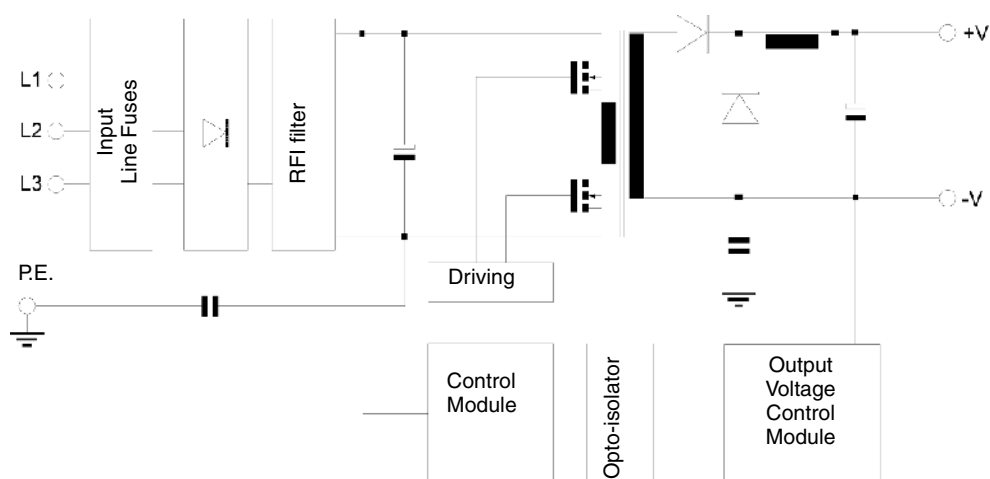 L1
L2
L3
Input
Line Fuses
RFI filter
+V
-V
P.E.
Driving
Control
Module
Opto-isolator
Output
Voltage
Control
Module